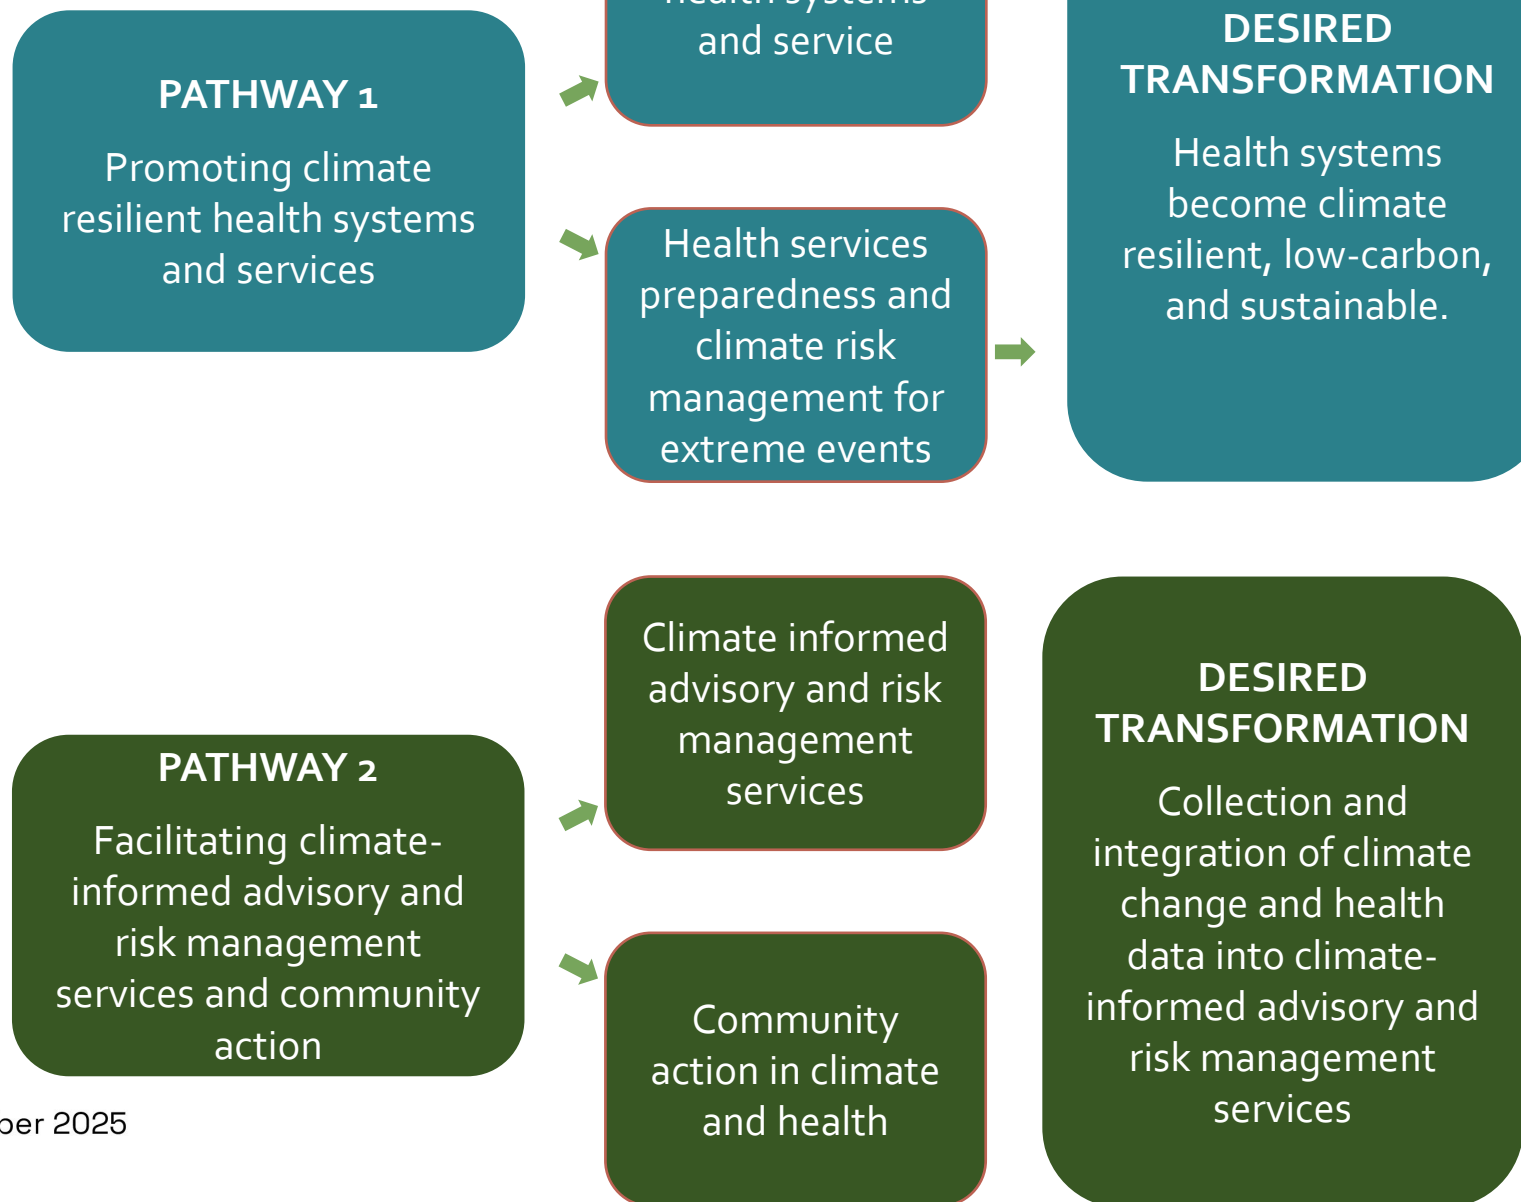 PATHWAY 1
Promoting climate
resilient health systems
and services
health systems
and service
Health services
preparedness and
climate risk
management for
extreme events
DESIRED
TRANSFORMATION
Health systems
become climate
resilient, low-carbon,
and sustainable.
PATHWAY 2
Facilitating climate-
informed advisory and
risk management
services and community
action
Climate informed
advisory and risk
management
services
Community
action in climate
and health
DESIRED
TRANSFORMATION
Collection and
integration of climate
change and health
data into climate-
informed advisory and
risk management
services
2025